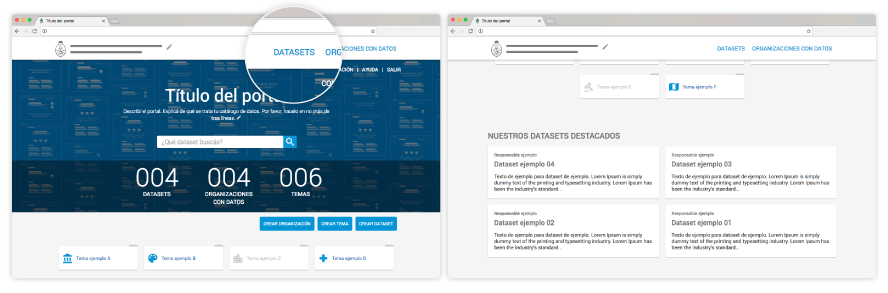 Título del portal
DATASETS
ORGANIZACIONES CON DATOS
AYUDA | SALIR
Título del port
Describí el portal. Explicá de qué se trata tu catálogo de datos. Por favor, hacelo en no más de
tres líneas.
¿Qué dataset buscás?
004
DATASETS
004
ORGANIZACIONES
CON DATOS
006
TEMAS
CREAR ORGANIZACIÓN
CREAR TEMA
CREAR DATASET
Tema ejemplo A
Tema ejemplo B
Tema ejemplo C
Tema ejemplo D
Título del portal
DATASETS ORGANIZACIONES CON DATOS
Tema ejemplo E
Tema ejemplo F
NUESTROS DATASETS DESTACADOS
Responsable ejemplo
Dataset ejemplo 04
Texto de ejemplo para dataset de ejemplo. Lorem Ipsum is simply
dummy text of the printing and typesetting industry. Lorem Ipsum has
been the industry's standard...
Responsable ejemplo
Dataset ejemplo 03
Texto de ejemplo para dataset de ejemplo. Lorem Ipsum is simply
dummy text of the printing and typesetting industry. Lorem Ipsum has
been the industry's standard...
Responsable ejemplo
Dataset ejemplo 02
Texto de ejemplo para dataset de ejemplo. Lorem Ipsum is simply
dummy text of the printing and typesetting industry. Lorem Ipsum has
been the industry's standard...
Responsable ejemplo
Dataset ejemplo 01
Texto de ejemplo para dataset de ejemplo. Lorem Ipsum is simply
dummy text of the printing and typesetting industry. Lorem Ipsum has
been the industry's standard...